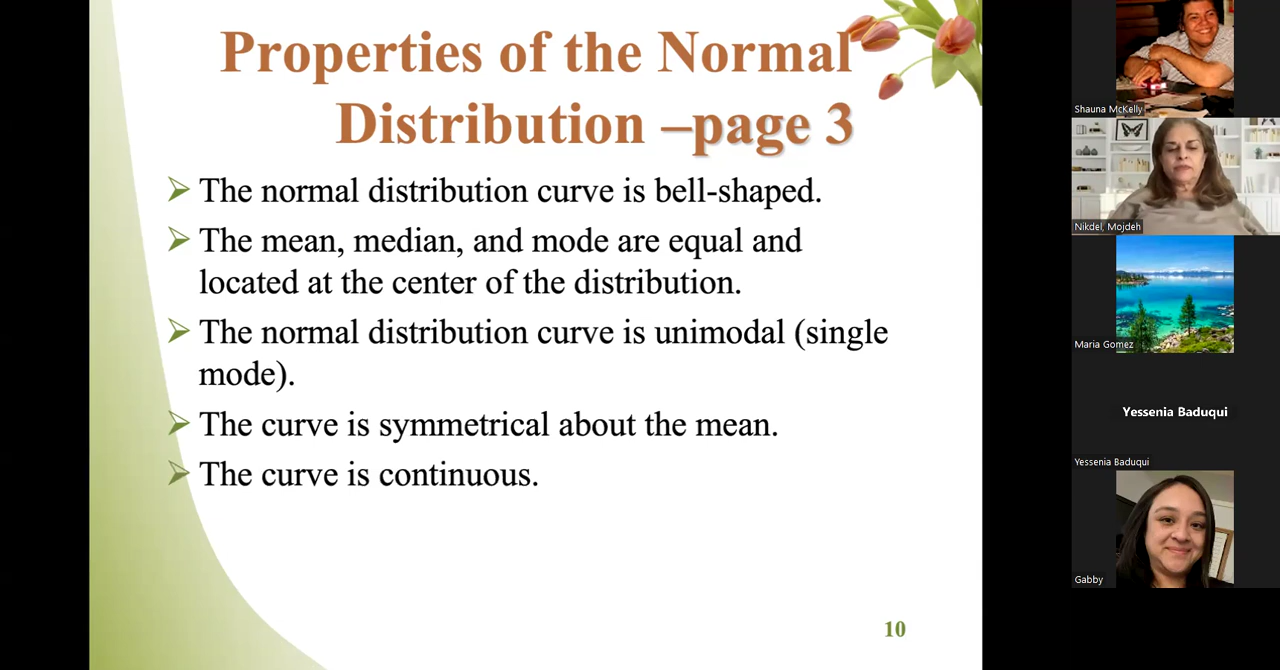 Properties of the Normal
Distribution –page 3
The normal distribution curve is bell-shaped.
The mean, median, and mode are equal and
located at the center of the distribution.
The normal distribution curve is unimodal (single
mode).
The curve is symmetrical about the mean.
The curve is continuous.
10
Shauna McKelly
Nikdel, Mojdeh
Maria Gomez
Yessenia Baduqui
Yessenia Baduqui
Gabby